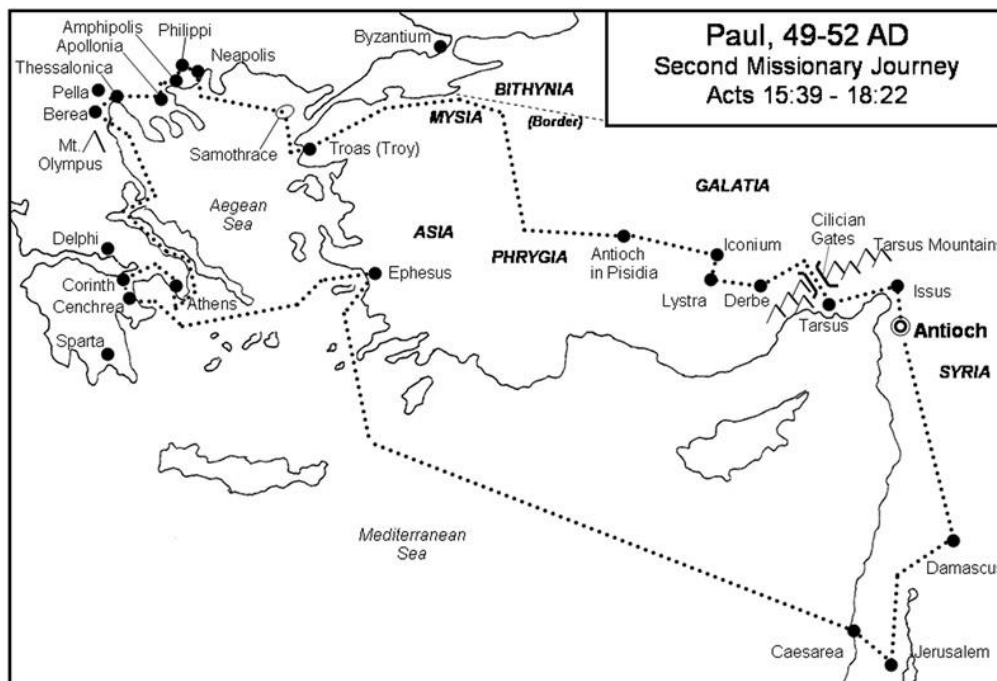 Paul, 49-52 AD
Second Missionary Journey
Acts 15:39 - 18:22
Amphipolis
Philippi
Apollonia
Neapolis
Thessalonica
Pella
Berea
Mt.
Olympus
Byzantium
BITHYNIA
MYSIA
(Border)
Samothrace
Troas (Troy)
GALATIA
Aegean
Sea
ASIA
PHRYGIA
Cilician
Gates
Tarsus Mountains
Delphi
Iconium
Antioch
in Pisidia
Ephesus
Corinth
Athens
Cenchrea
Lystra
Derbe
Issus
Tarsus
Antioch
Sparta
SYRIA
Mediterranean
Sea
Damascus
Caesarea
Jerusalem